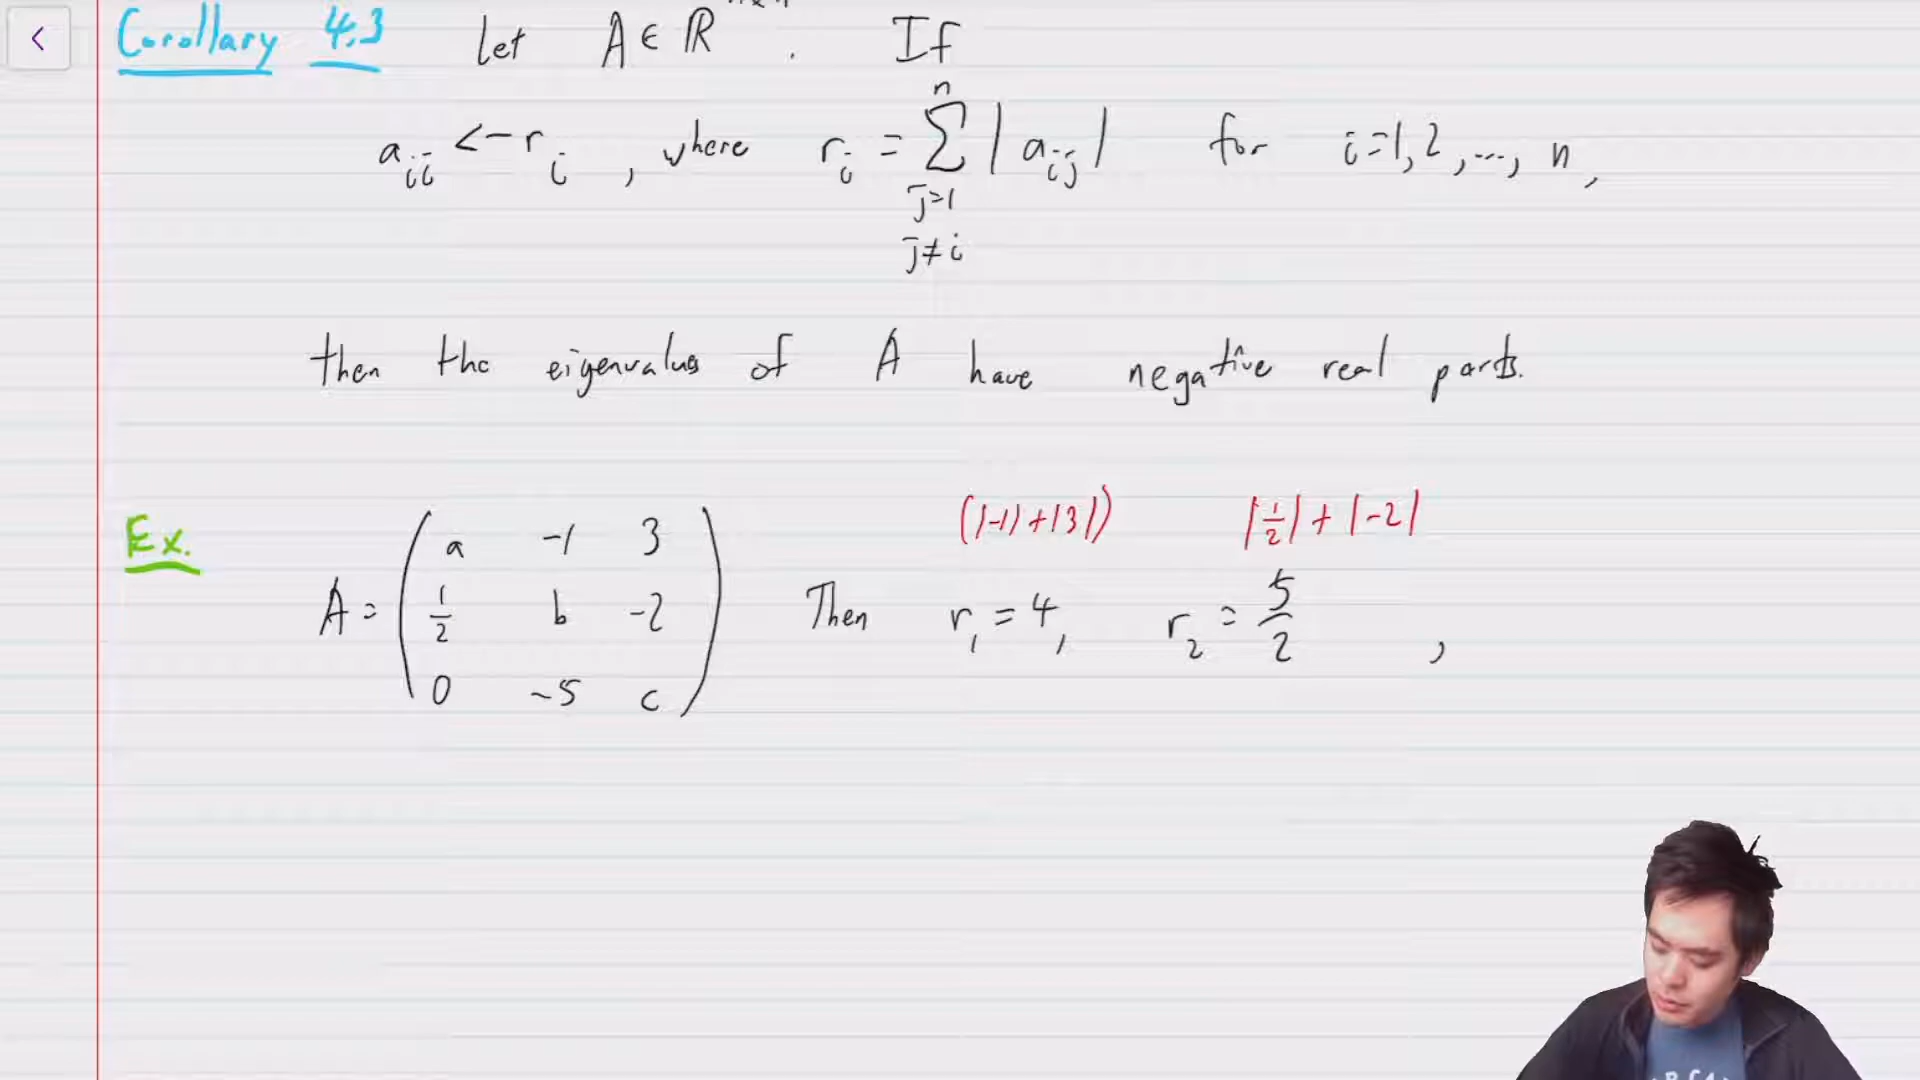 Corollary 4.3 Let A ∈ ℝⁿˣⁿ. If
a_ii < -r_i, where r_i = Σ_{j=1, j≠i}^n |a_ij| for i=1,2,..., n,
then the eigenvalues of A have negative real parts.
(|-1|+|3|) |1/2| + |-2|
Ex. A = ( a -1 3 ; 1/2 b -2 ; 0 -5 c ) Then r_1 = 4, r_2 = 5/2 ,